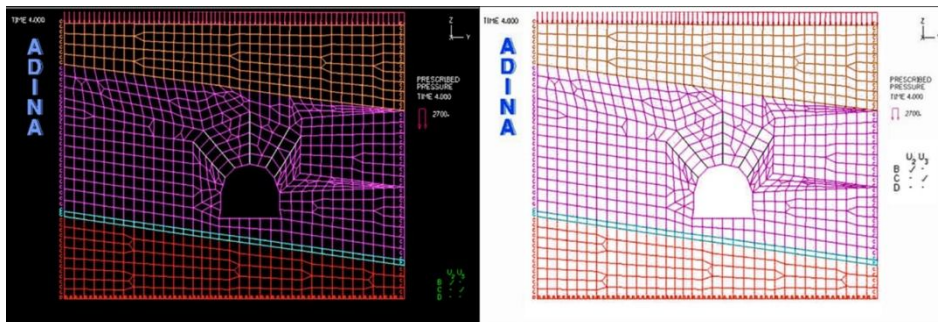 TIME 4.000
Z
Y
ADINA
PRESCRIBED
PRESSURE
TIME 4.000
2700.
U2 U3
B ✓ -
C - ✓
D - -
TIME 4.000
Z
Y
ADINA
PRESCRIBED
PRESSURE
TIME 4.000
2700.
U2 U3
B ✓ -
C - ✓
D - -